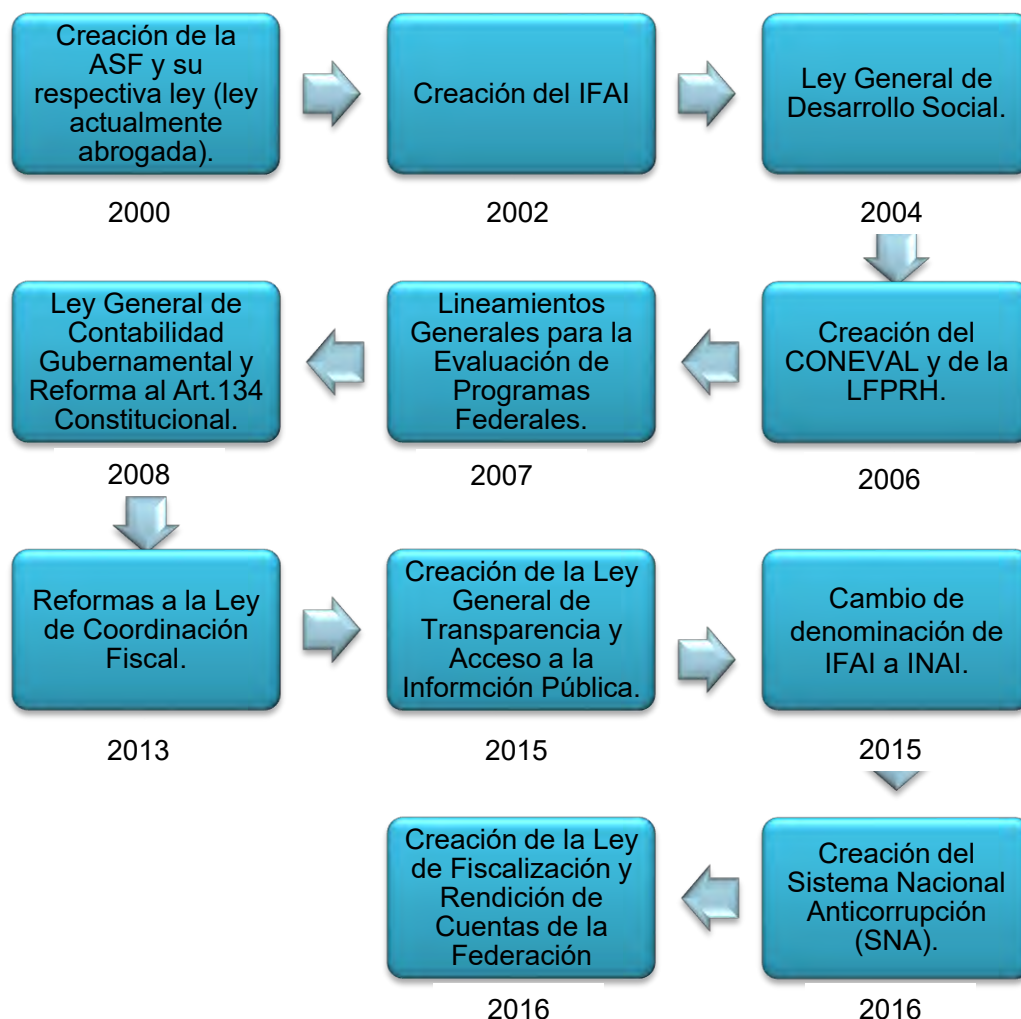 Creación de la
ASF y su
respectiva ley (ley
actualmente
abrogada).
2000
Creación del IFAI
2002
Ley General de
Desarrollo Social.
2004
Creación del
CONEVAL y de la
LFPRH.
2006
Lineamientos
Generales para la
Evaluación de
Programas
Federales.
2007
Ley General de
Contabilidad
Gubernamental y
Reforma al Art.134
Constitucional.
2008
Reformas a la Ley
de Coordinación
Fiscal.
2013
Creación de la Ley
General de
Transparencia y
Acceso a la
Informción Pública.
2015
Cambio de
denominación de
IFAI a INAI.
2015
Creación del
Sistema Nacional
Anticorrupción
(SNA).
2016
Creación de la Ley
de Fiscalización y
Rendición de
Cuentas de la
Federación
2016